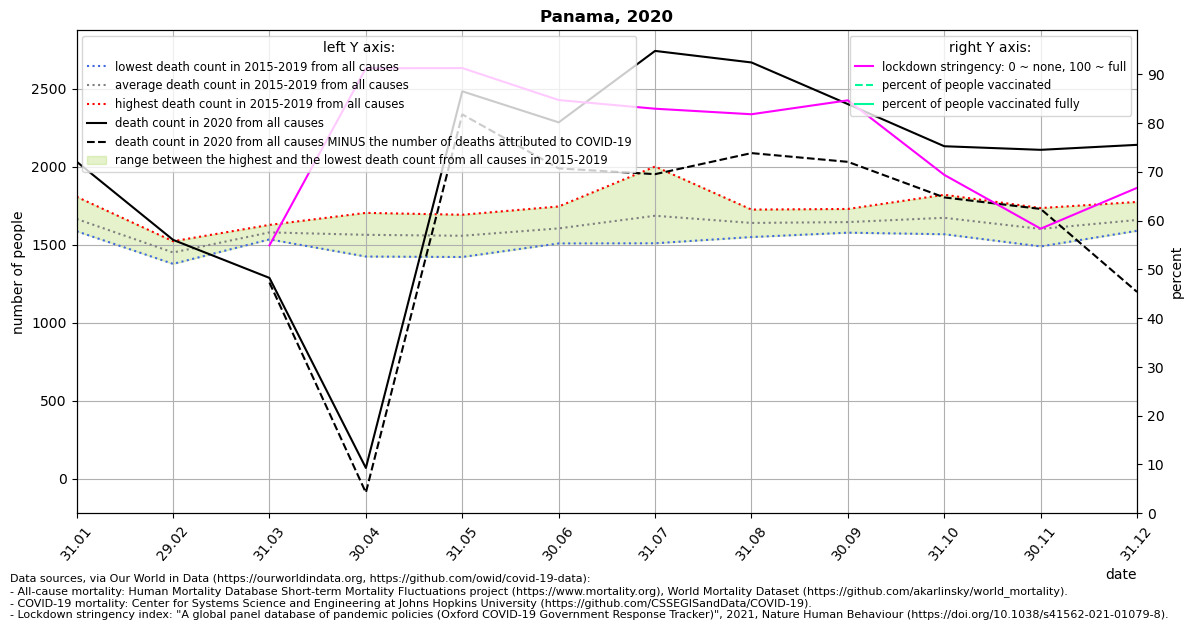 Panama, 2020
left Y axis:
lowest death count in 2015-2019 from all causes
average death count in 2015-2019 from all causes
highest death count in 2015-2019 from all causes
death count in 2020 from all causes
death count in 2020 from all causes MINUS the number of deaths attributed to COVID-19
range between the highest and the lowest death count from all causes in 2015-2019
right Y axis:
lockdown stringency: 0 ~ none, 100 ~ full
percent of people vaccinated
percent of people vaccinated fully
number of people
2500
2000
1500
1000
500
0
percent
90
80
70
60
50
40
30
20
10
0
31.01
29.02
31.03
30.04
31.05
30.06
31.07
31.08
30.09
31.10
30.11
31.12
date
Data sources, via Our World in Data (https://ourworldindata.org, https://github.com/owid/covid-19-data):
- All-cause mortality: Human Mortality Database Short-term Mortality Fluctuations project (https://www.mortality.org), World Mortality Dataset (https://github.com/akarlinsky/world_mortality).
- COVID-19 mortality: Center for Systems Science and Engineering at Johns Hopkins University (https://github.com/CSSEGISandData/COVID-19).
- Lockdown stringency index: "A global panel database of pandemic policies (Oxford COVID-19 Government Response Tracker)", 2021, Nature Human Behaviour (https://doi.org/10.1038/s41562-021-01079-8).